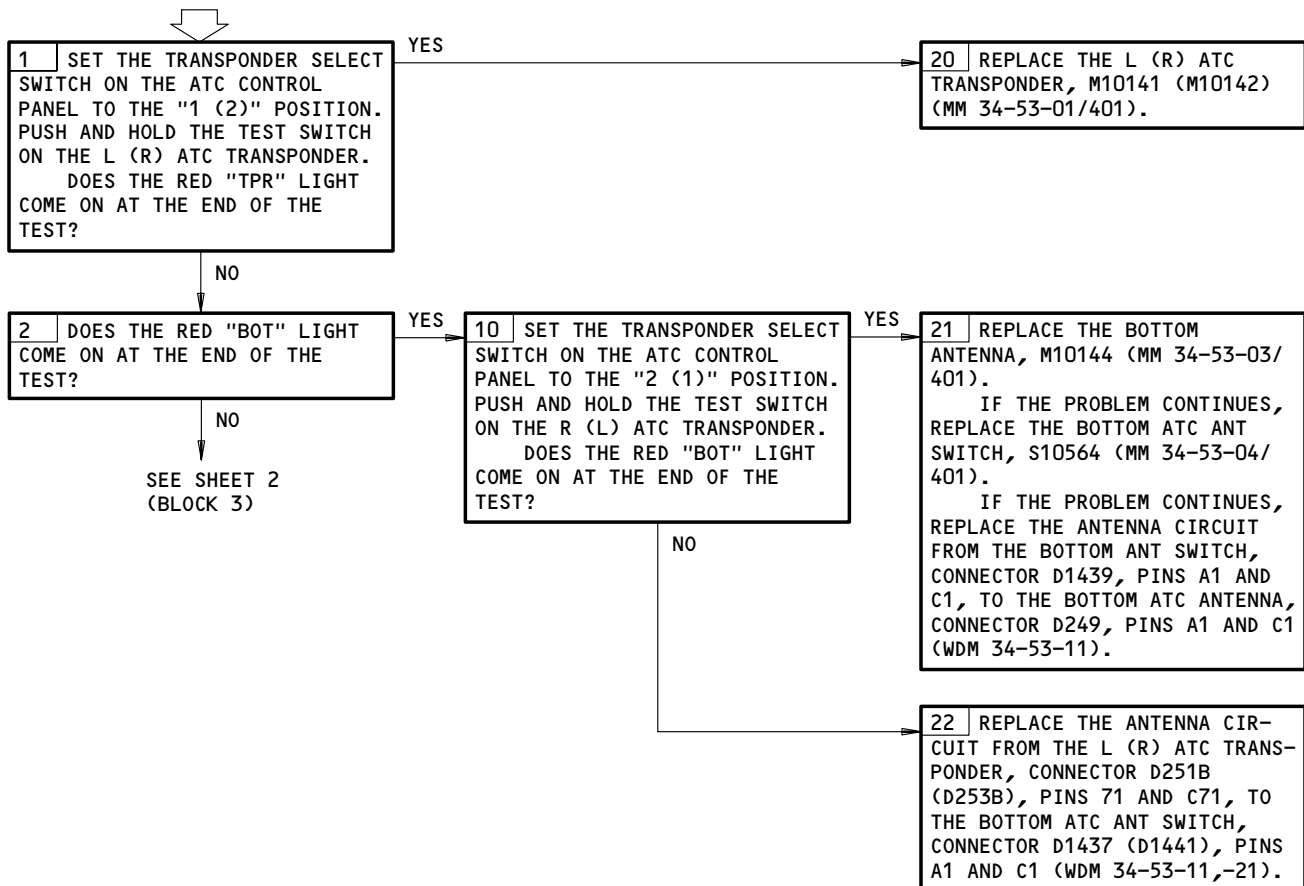 1 SET THE TRANSPONDER SELECT
SWITCH ON THE ATC CONTROL
PANEL TO THE "1 (2)" POSITION.
PUSH AND HOLD THE TEST SWITCH
ON THE L (R) ATC TRANSPONDER.
DOES THE RED "TPR" LIGHT
COME ON AT THE END OF THE
TEST?
YES
20 REPLACE THE L (R) ATC
TRANSPONDER, M10141 (M10142)
(MM 34-53-01/401).
NO
2 DOES THE RED "BOT" LIGHT
COME ON AT THE END OF THE
TEST?
YES
NO
SEE SHEET 2
(BLOCK 3)
10 SET THE TRANSPONDER SELECT
SWITCH ON THE ATC CONTROL
PANEL TO THE "2 (1)" POSITION.
PUSH AND HOLD THE TEST SWITCH
ON THE R (L) ATC TRANSPONDER.
DOES THE RED "BOT" LIGHT
COME ON AT THE END OF THE
TEST?
YES
NO
21 REPLACE THE BOTTOM
ANTENNA, M10144 (MM 34-53-03/
401).
IF THE PROBLEM CONTINUES,
REPLACE THE BOTTOM ATC ANT
SWITCH, S10564 (MM 34-53-04/
401).
IF THE PROBLEM CONTINUES,
REPLACE THE ANTENNA CIRCUIT
FROM THE BOTTOM ANT SWITCH,
CONNECTOR D1439, PINS A1 AND
C1, TO THE BOTTOM ATC ANTENNA,
CONNECTOR D249, PINS A1 AND C1
(WDM 34-53-11).
22 REPLACE THE ANTENNA CIR-
CUIT FROM THE L (R) ATC TRANS-
PONDER, CONNECTOR D251B
(D253B), PINS 71 AND C71, TO
THE BOTTOM ATC ANT SWITCH,
CONNECTOR D1437 (D1441), PINS
A1 AND C1 (WDM 34-53-11,-21).